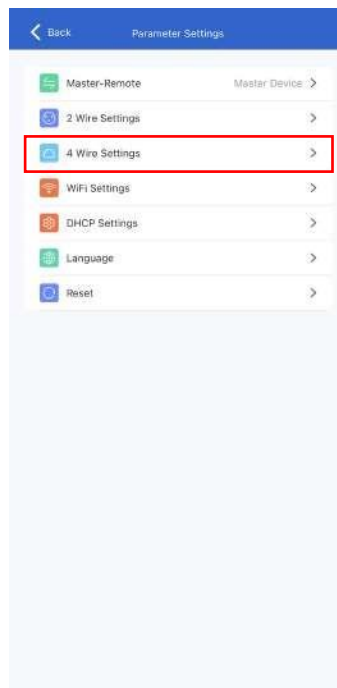 Back Parameter Settings
Master-Remote Master Device
2 Wire Settings
4 Wire Settings
WiFi Settings
DHCP Settings
Language
Reset